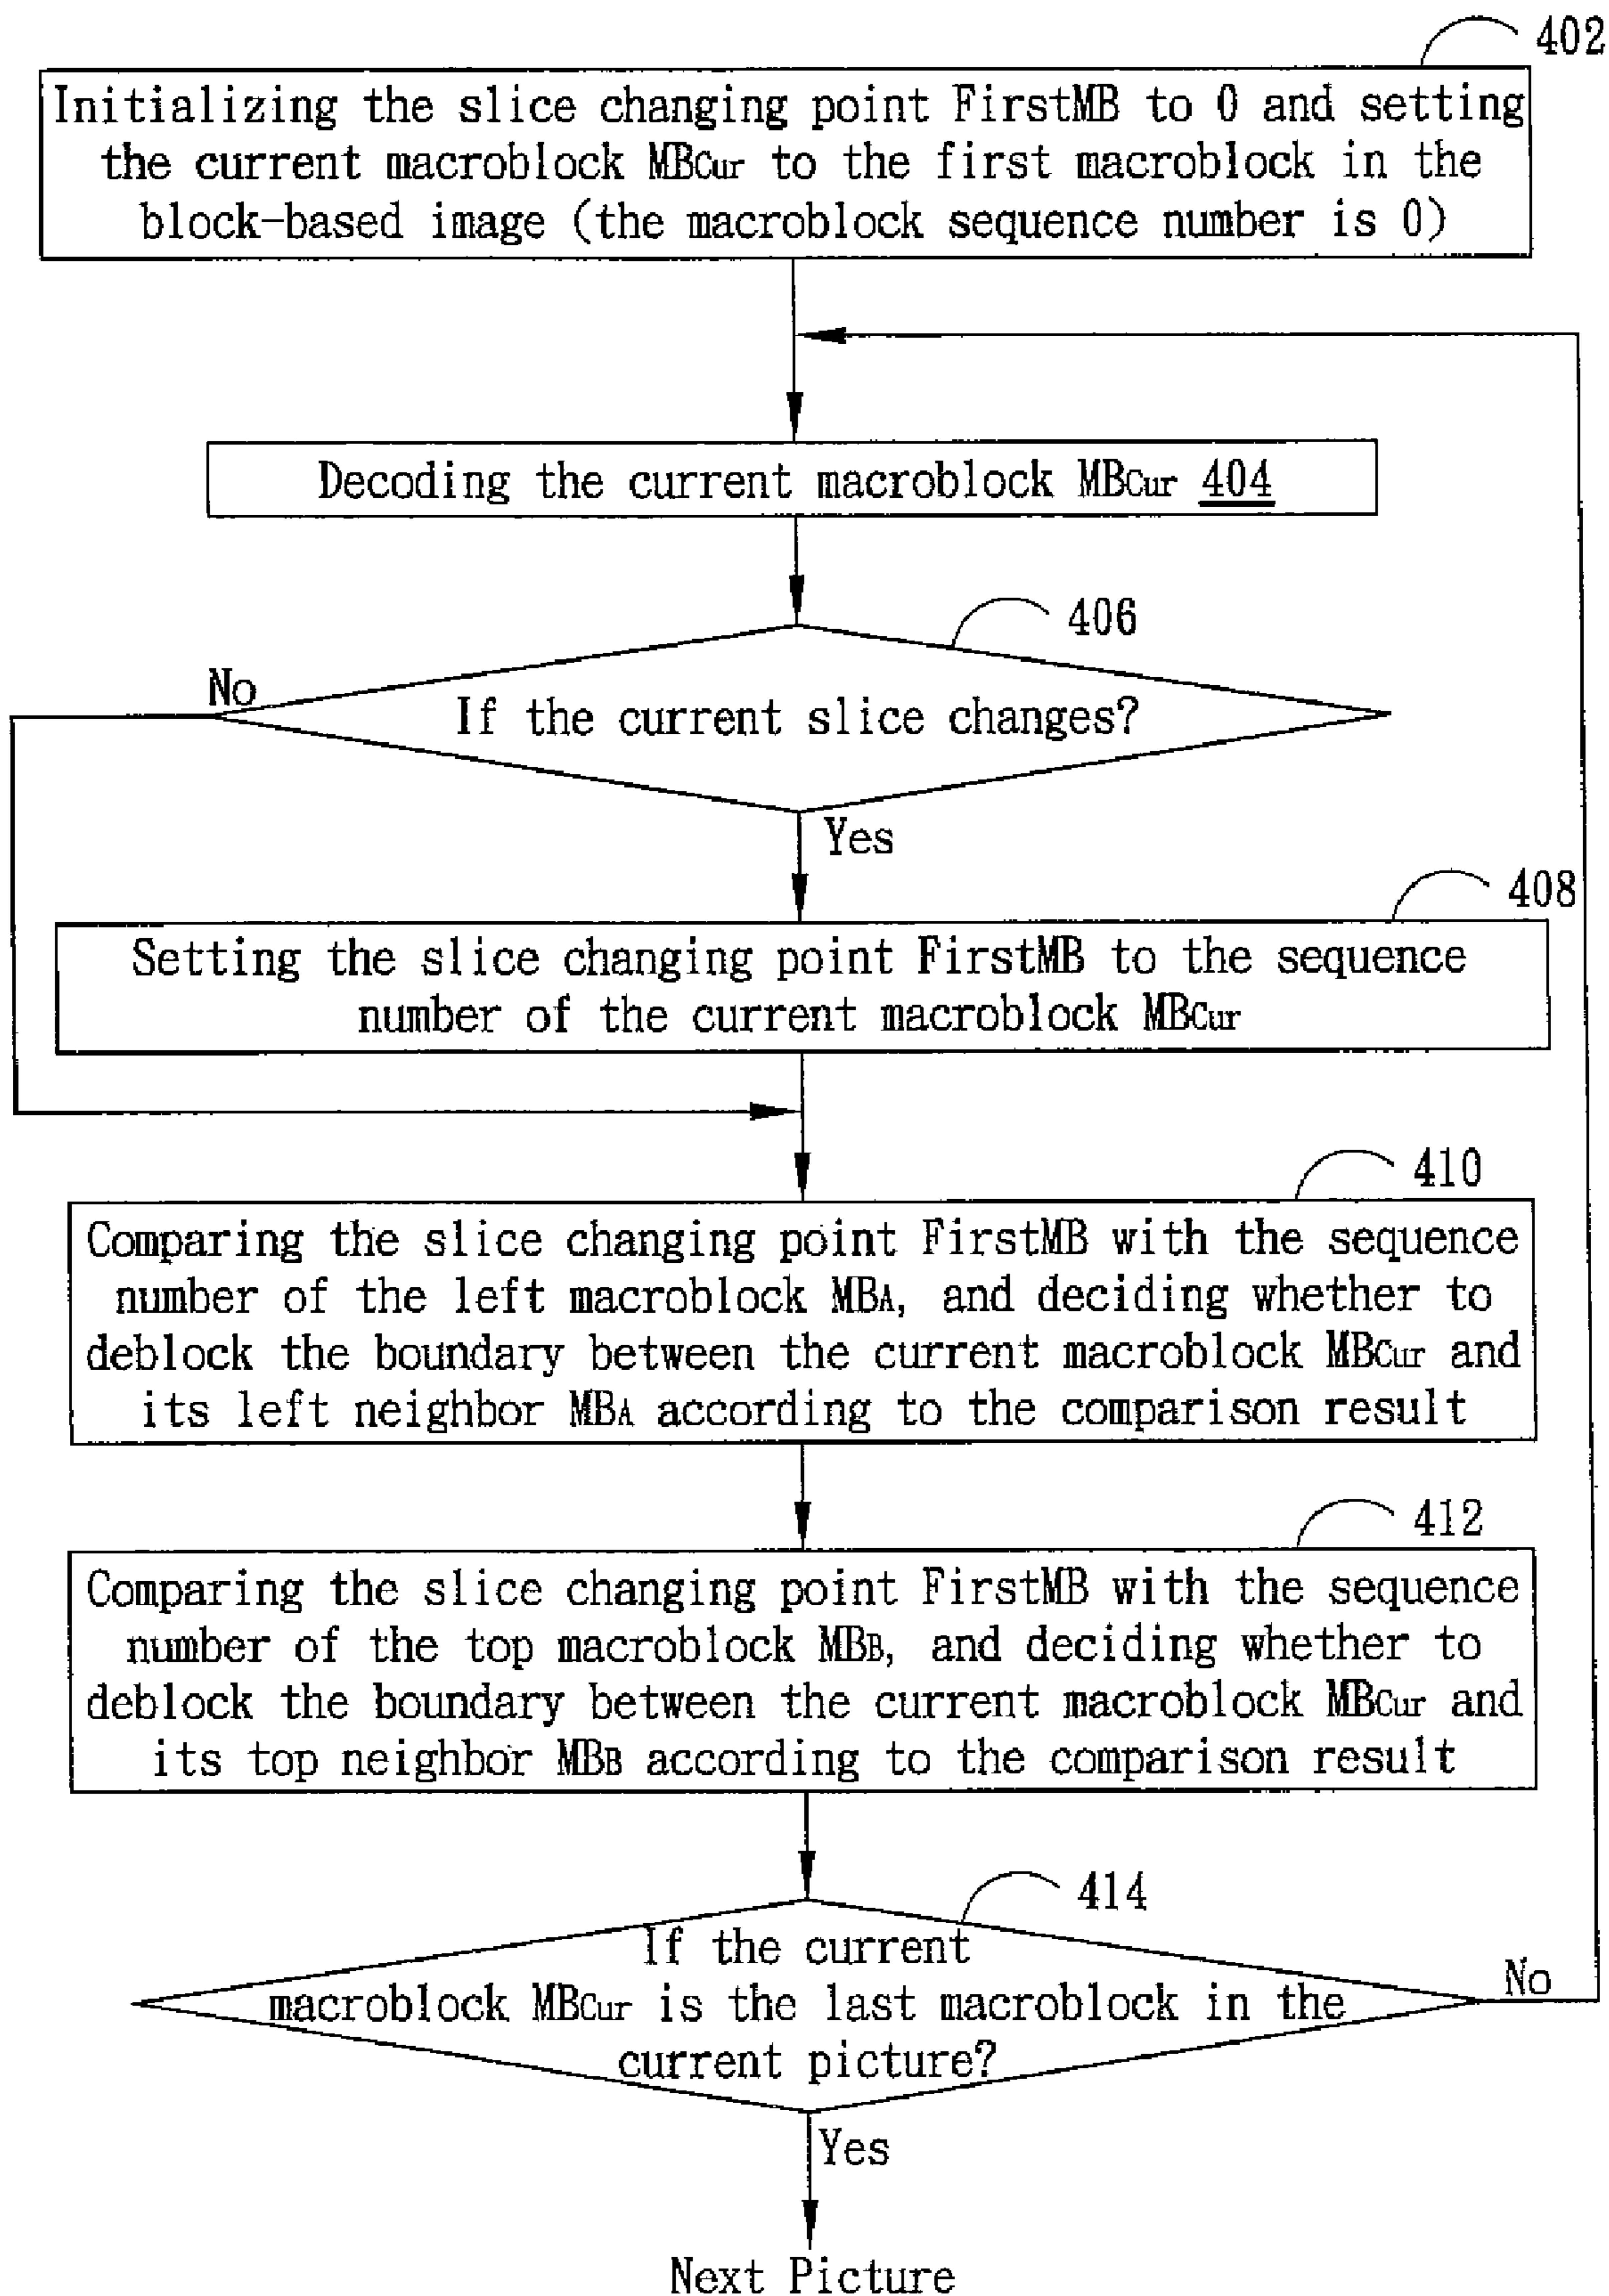 402
Initializing the slice changing point FirstMB to 0 and setting
the current macroblock MBCur to the first macroblock in the
block-based image (the macroblock sequence number is 0)
Decoding the current macroblock MBCur 404
406
No
If the current slice changes?
Yes
408
Setting the slice changing point FirstMB to the sequence
number of the current macroblock MBCur
410
Comparing the slice changing point FirstMB with the sequence
number of the left macroblock MBA, and deciding whether to
deblock the boundary between the current macroblock MBCur and
its left neighbor MBA according to the comparison result
412
Comparing the slice changing point FirstMB with the sequence
number of the top macroblock MBB, and deciding whether to
deblock the boundary between the current macroblock MBCur and
its top neighbor MBB according to the comparison result
414
If the current
macroblock MBCur is the last macroblock in the
current picture?
No
Yes
Next Picture